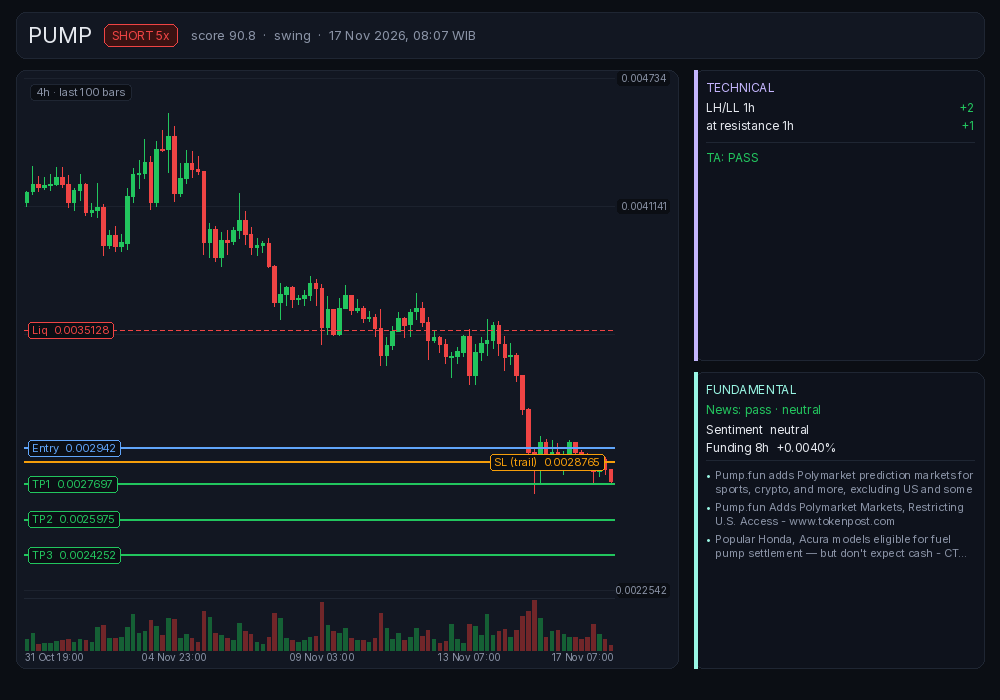 PUMP SHORT 5x score 90.8 · swing · 17 Nov 2026, 08:07 WIB
4h · last 100 bars
0.004734
0.0041141
Liq 0.0035128
Entry 0.002942
SL (trail) 0.0028765
TP1 0.0027697
TP2 0.0025975
TP3 0.0024252
0.0022542
31 Oct 19:00 04 Nov 23:00 09 Nov 03:00 13 Nov 07:00 17 Nov 07:00
TECHNICAL
LH/LL 1h +2
at resistance 1h +1
TA: PASS
FUNDAMENTAL
News: pass · neutral
Sentiment neutral
Funding 8h +0.0040%
• Pump.fun adds Polymarket prediction markets for
sports, crypto, and more, excluding US and some
• Pump.fun Adds Polymarket Markets, Restricting
U.S. Access - www.tokenpost.com
• Popular Honda, Acura models eligible for fuel
pump settlement — but don't expect cash - CT...